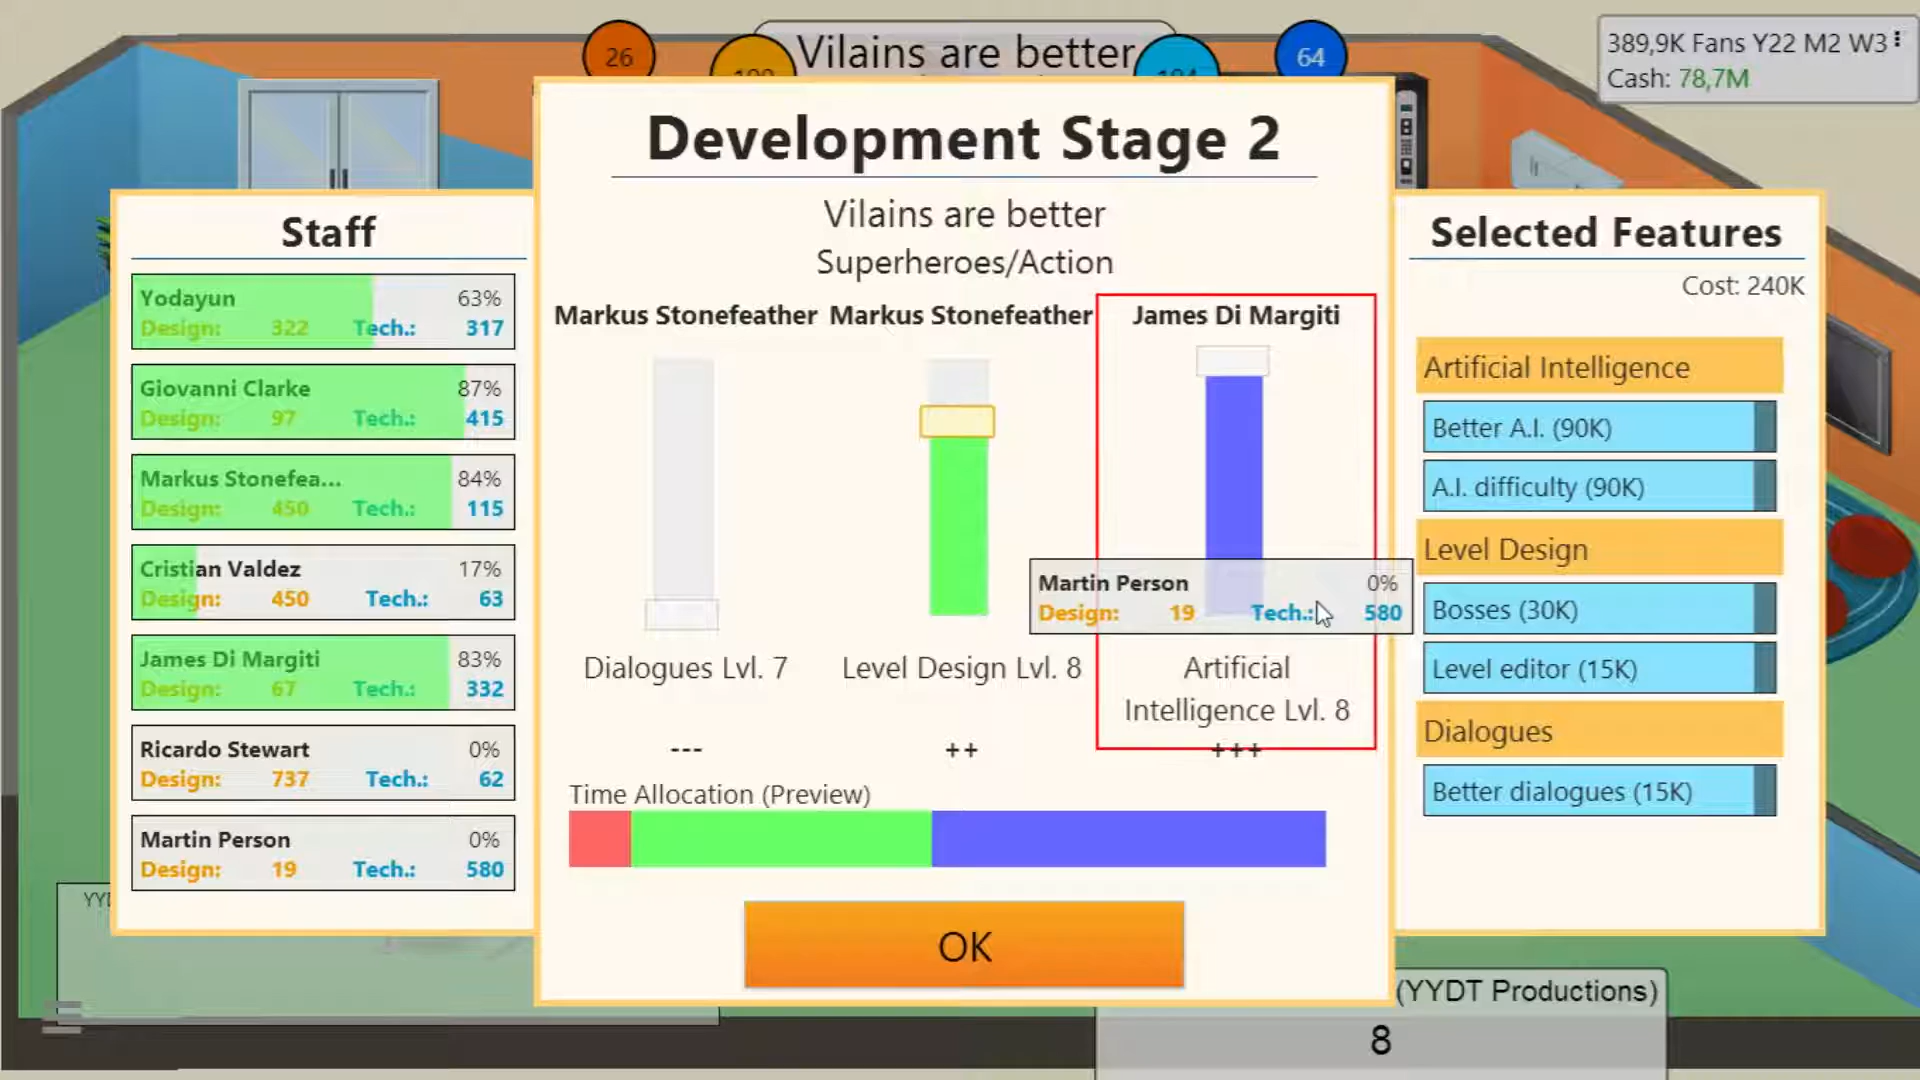 26
Vilains are better
64
389,9K Fans Y22 M2 W3
Cash: 78,7M
Development Stage 2
Vilains are better
Superheroes/Action
Staff
Yodayun 63%
Design: 322 Tech.: 317
Giovanni Clarke 87%
Design: 97 Tech.: 415
Markus Stonefea... 84%
Design: 450 Tech.: 115
Cristian Valdez 17%
Design: 450 Tech.: 63
James Di Margiti 83%
Design: 67 Tech.: 332
Ricardo Stewart 0%
Design: 737 Tech.: 62
Martin Person 0%
Design: 19 Tech.: 580
Markus Stonefeather Markus Stonefeather James Di Margiti
Martin Person 0%
Design: 19 Tech.: 580
Dialogues Lvl. 7 Level Design Lvl. 8 Artificial
Intelligence Lvl. 8
--- ++ +++
Time Allocation (Preview)
OK
Selected Features
Cost: 240K
Artificial Intelligence
Better A.I. (90K)
A.I. difficulty (90K)
Level Design
Bosses (30K)
Level editor (15K)
Dialogues
Better dialogues (15K)
(YYDT Productions)
8